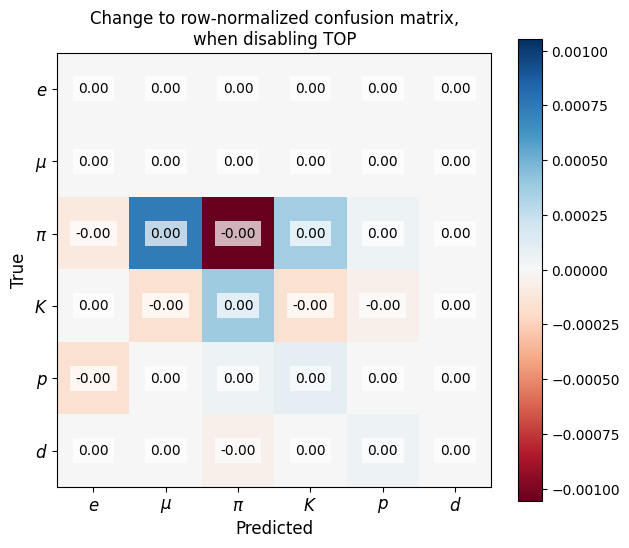 Change to row-normalized confusion matrix,
when disabling TOP
e 0.00 0.00 0.00 0.00 0.00 0.00
μ 0.00 0.00 0.00 0.00 0.00 0.00
π -0.00 0.00 -0.00 0.00 0.00 0.00
K 0.00 -0.00 0.00 -0.00 -0.00 0.00
p -0.00 0.00 0.00 0.00 0.00 0.00
d 0.00 0.00 -0.00 0.00 0.00 0.00
e μ π K p d
Predicted
True
0.00100
0.00075
0.00050
0.00025
0.00000
−0.00025
−0.00050
−0.00075
−0.00100